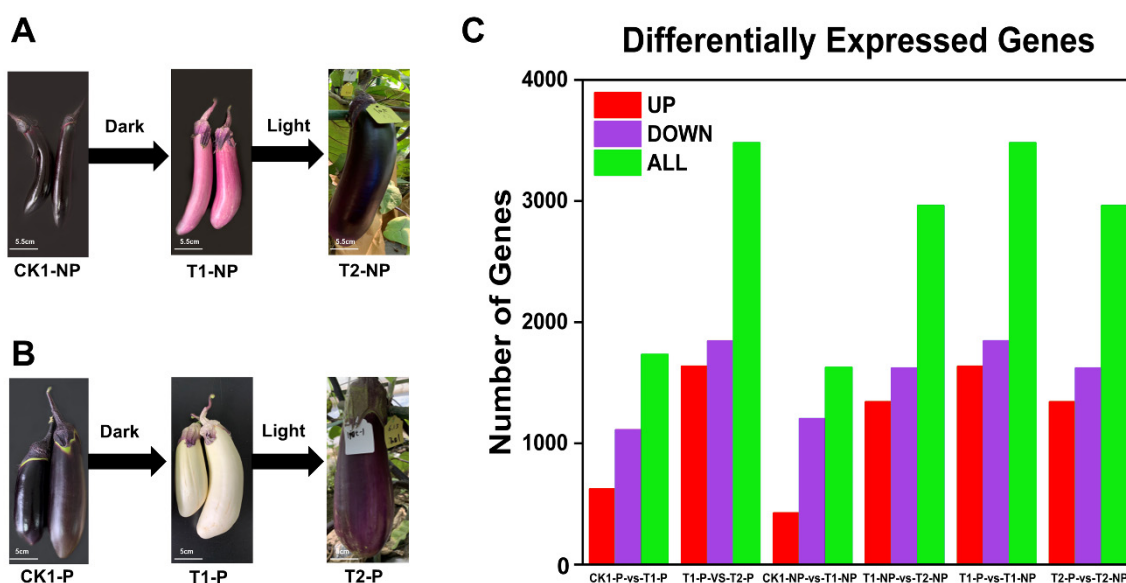 A
Dark
Light
5.5cm
5.5cm
5.5cm
CK1-NP
T1-NP
T2-NP
B
Dark
Light
5cm
5cm
CK1-P
T1-P
T2-P
C
Differentially Expressed Genes
Number of Genes
4000
3000
2000
1000
0
UP
DOWN
ALL
CK1-P-vs-T1-P
T1-P-VS-T2-P
CK1-NP-vs-T1-NP
T1-NP-vs-T2-NP
T1-P-vs-T1-NP
T2-P-vs-T2-NP